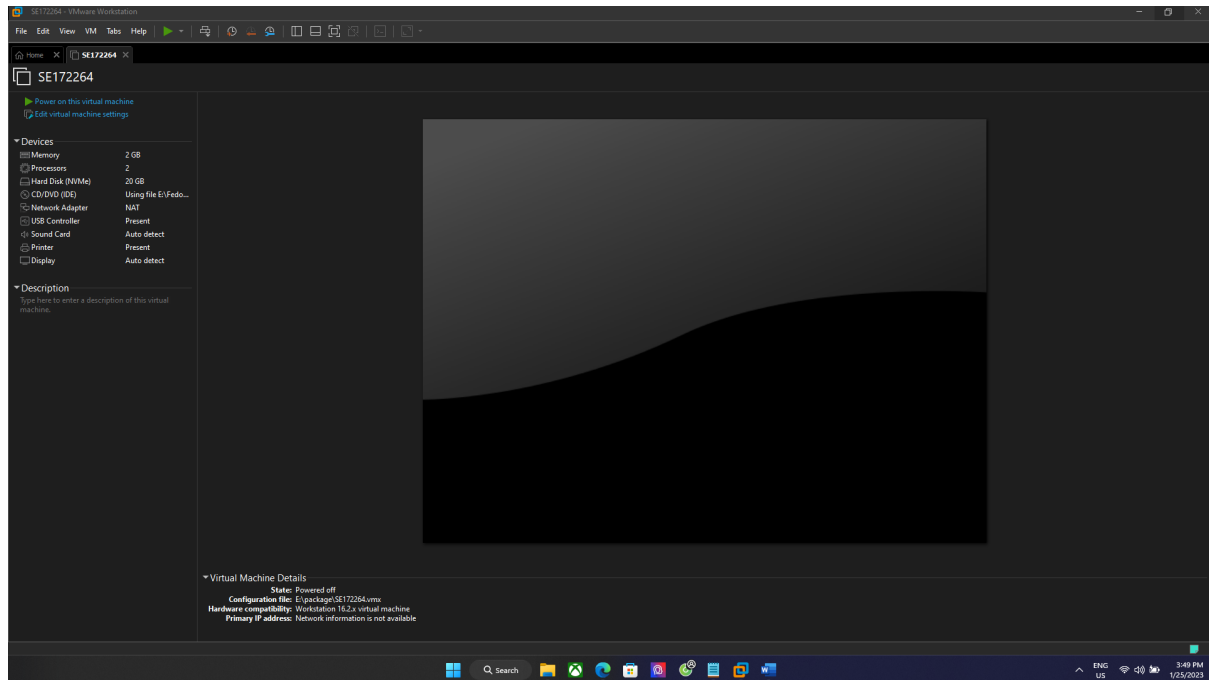 SE172264 - VMware Workstation
File Edit View VM Tabs Help
Home SE172264
SE172264
Power on this virtual machine
Edit virtual machine settings
Devices
Memory 2 GB
Processors 2
Hard Disk (NVMe) 20 GB
CD/DVD (IDE) Using file E:\Fedo...
Network Adapter NAT
USB Controller Present
Sound Card Auto detect
Printer Present
Display Auto detect
Description
Type here to enter a description of this virtual
machine.
Virtual Machine Details
State: Powered off
Configuration file: E:\package\SE172264.vmx
Hardware compatibility: Workstation 16.2.x virtual machine
Primary IP address: Network information is not available
Search
ENG
US
3:49 PM
1/25/2023